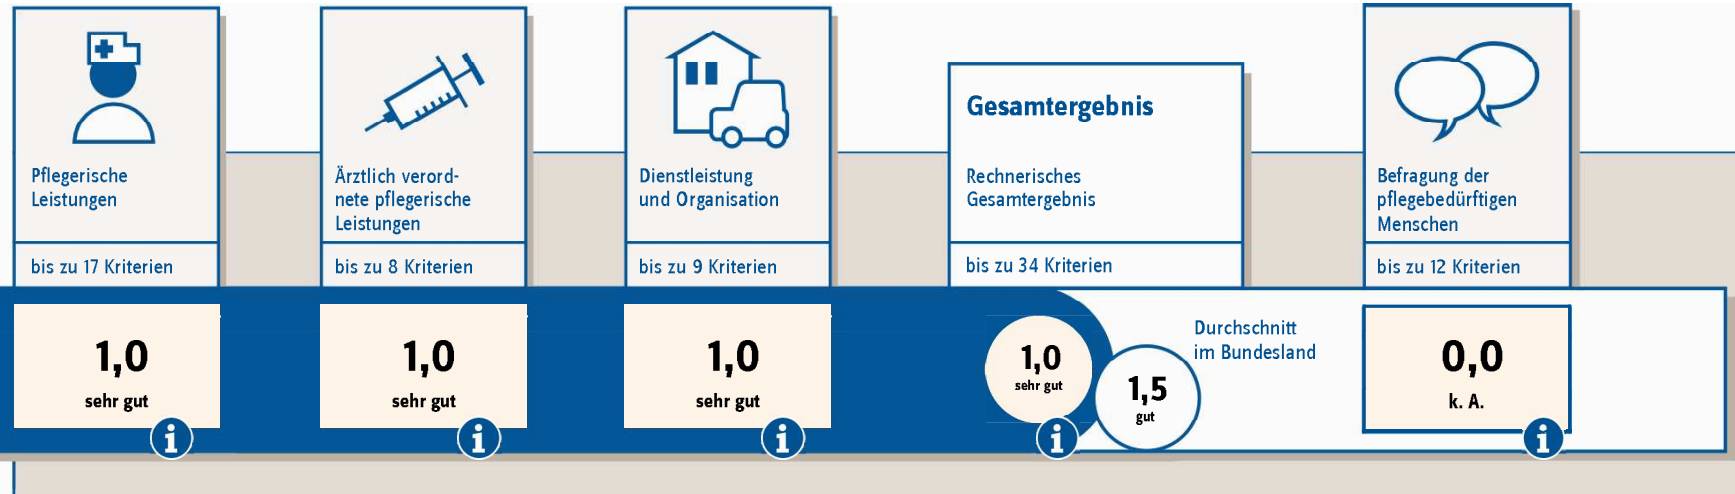 Pflegerische
Leistungen
bis zu 17 Kriterien
1,0
sehr gut
i
Ärztlich verord-
nete pflegerische
Leistungen
bis zu 8 Kriterien
1,0
sehr gut
i
Dienstleistung
und Organisation
bis zu 9 Kriterien
1,0
sehr gut
i
Gesamtergebnis
Rechnerisches
Gesamtergebnis
bis zu 34 Kriterien
1,0
sehr gut
i
1,5
gut
Durchschnitt
im Bundesland
Befragung der
pflegebedürftigen
Menschen
bis zu 12 Kriterien
0,0
k. A.
i